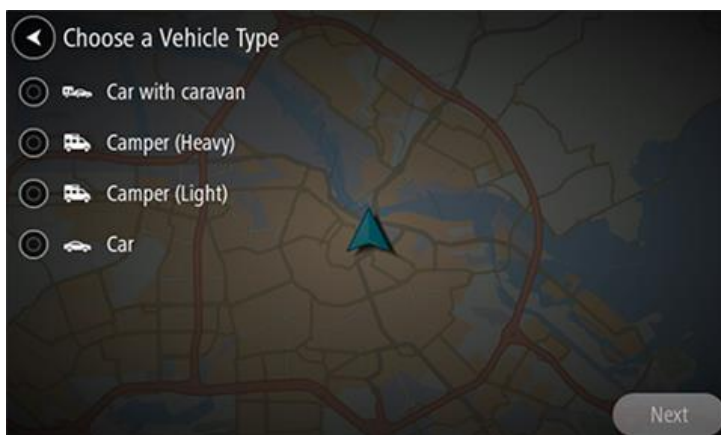 Choose a Vehicle Type
Car with caravan
Camper (Heavy)
Camper (Light)
Car
Next